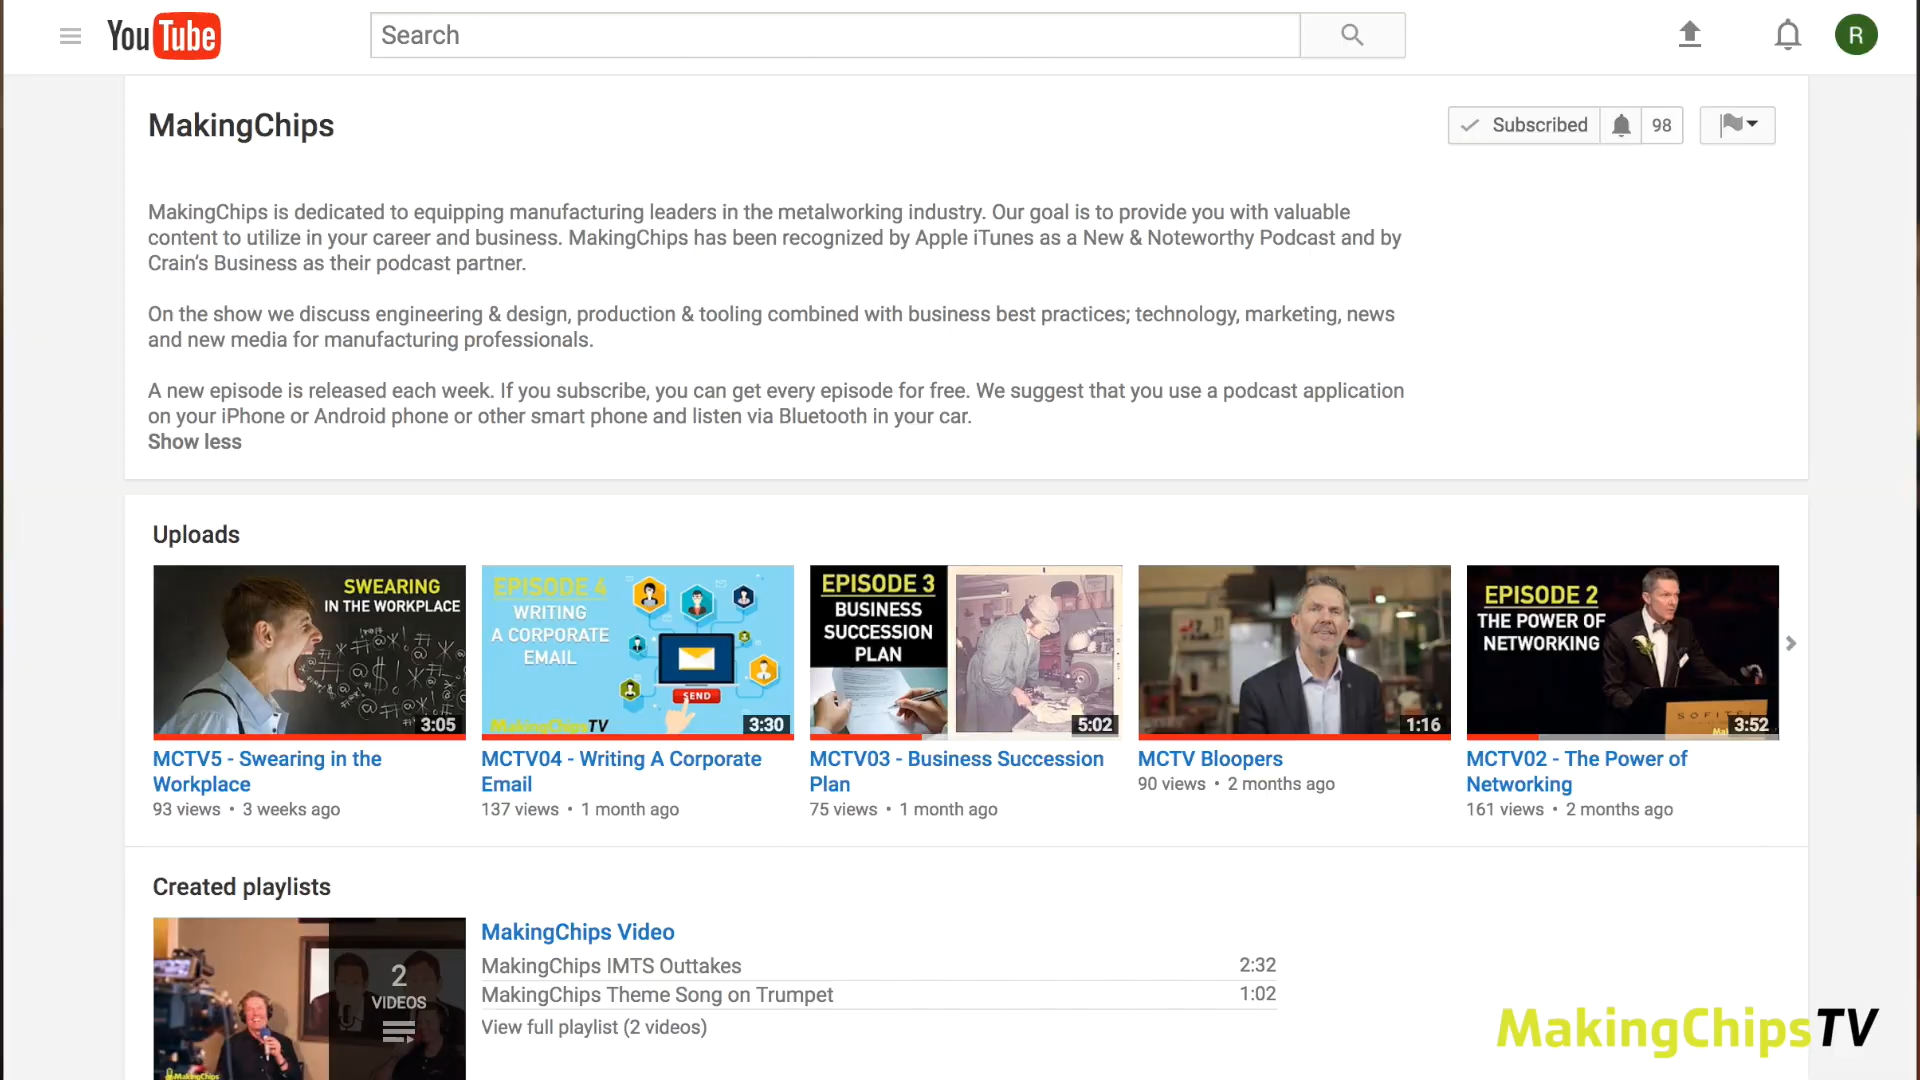 YouTube
Search
R
MakingChips
Subscribed 98
MakingChips is dedicated to equipping manufacturing leaders in the metalworking industry. Our goal is to provide you with valuable
content to utilize in your career and business. MakingChips has been recognized by Apple iTunes as a New & Noteworthy Podcast and by
Crain's Business as their podcast partner.
On the show we discuss engineering & design, production & tooling combined with business best practices; technology, marketing, news
and new media for manufacturing professionals.
A new episode is released each week. If you subscribe, you can get every episode for free. We suggest that you use a podcast application
on your iPhone or Android phone or other smart phone and listen via Bluetooth in your car.
Show less
Uploads
SWEARING
IN THE WORKPLACE
3:05
MCTV5 - Swearing in the
Workplace
93 views • 3 weeks ago
EPISODE 4
WRITING
A CORPORATE
EMAIL
SEND
MakingChipsTV
3:30
MCTV04 - Writing A Corporate
Email
137 views • 1 month ago
EPISODE 3
BUSINESS
SUCCESSION
PLAN
5:02
MCTV03 - Business Succession
Plan
75 views • 1 month ago
1:16
MCTV Bloopers
90 views • 2 months ago
EPISODE 2
THE POWER OF
NETWORKING
SOFITEL
3:52
MCTV02 - The Power of
Networking
161 views • 2 months ago
Created playlists
2
VIDEOS
MakingChips
MakingChips Video
MakingChips IMTS Outtakes 2:32
MakingChips Theme Song on Trumpet 1:02
View full playlist (2 videos)
MakingChipsTV